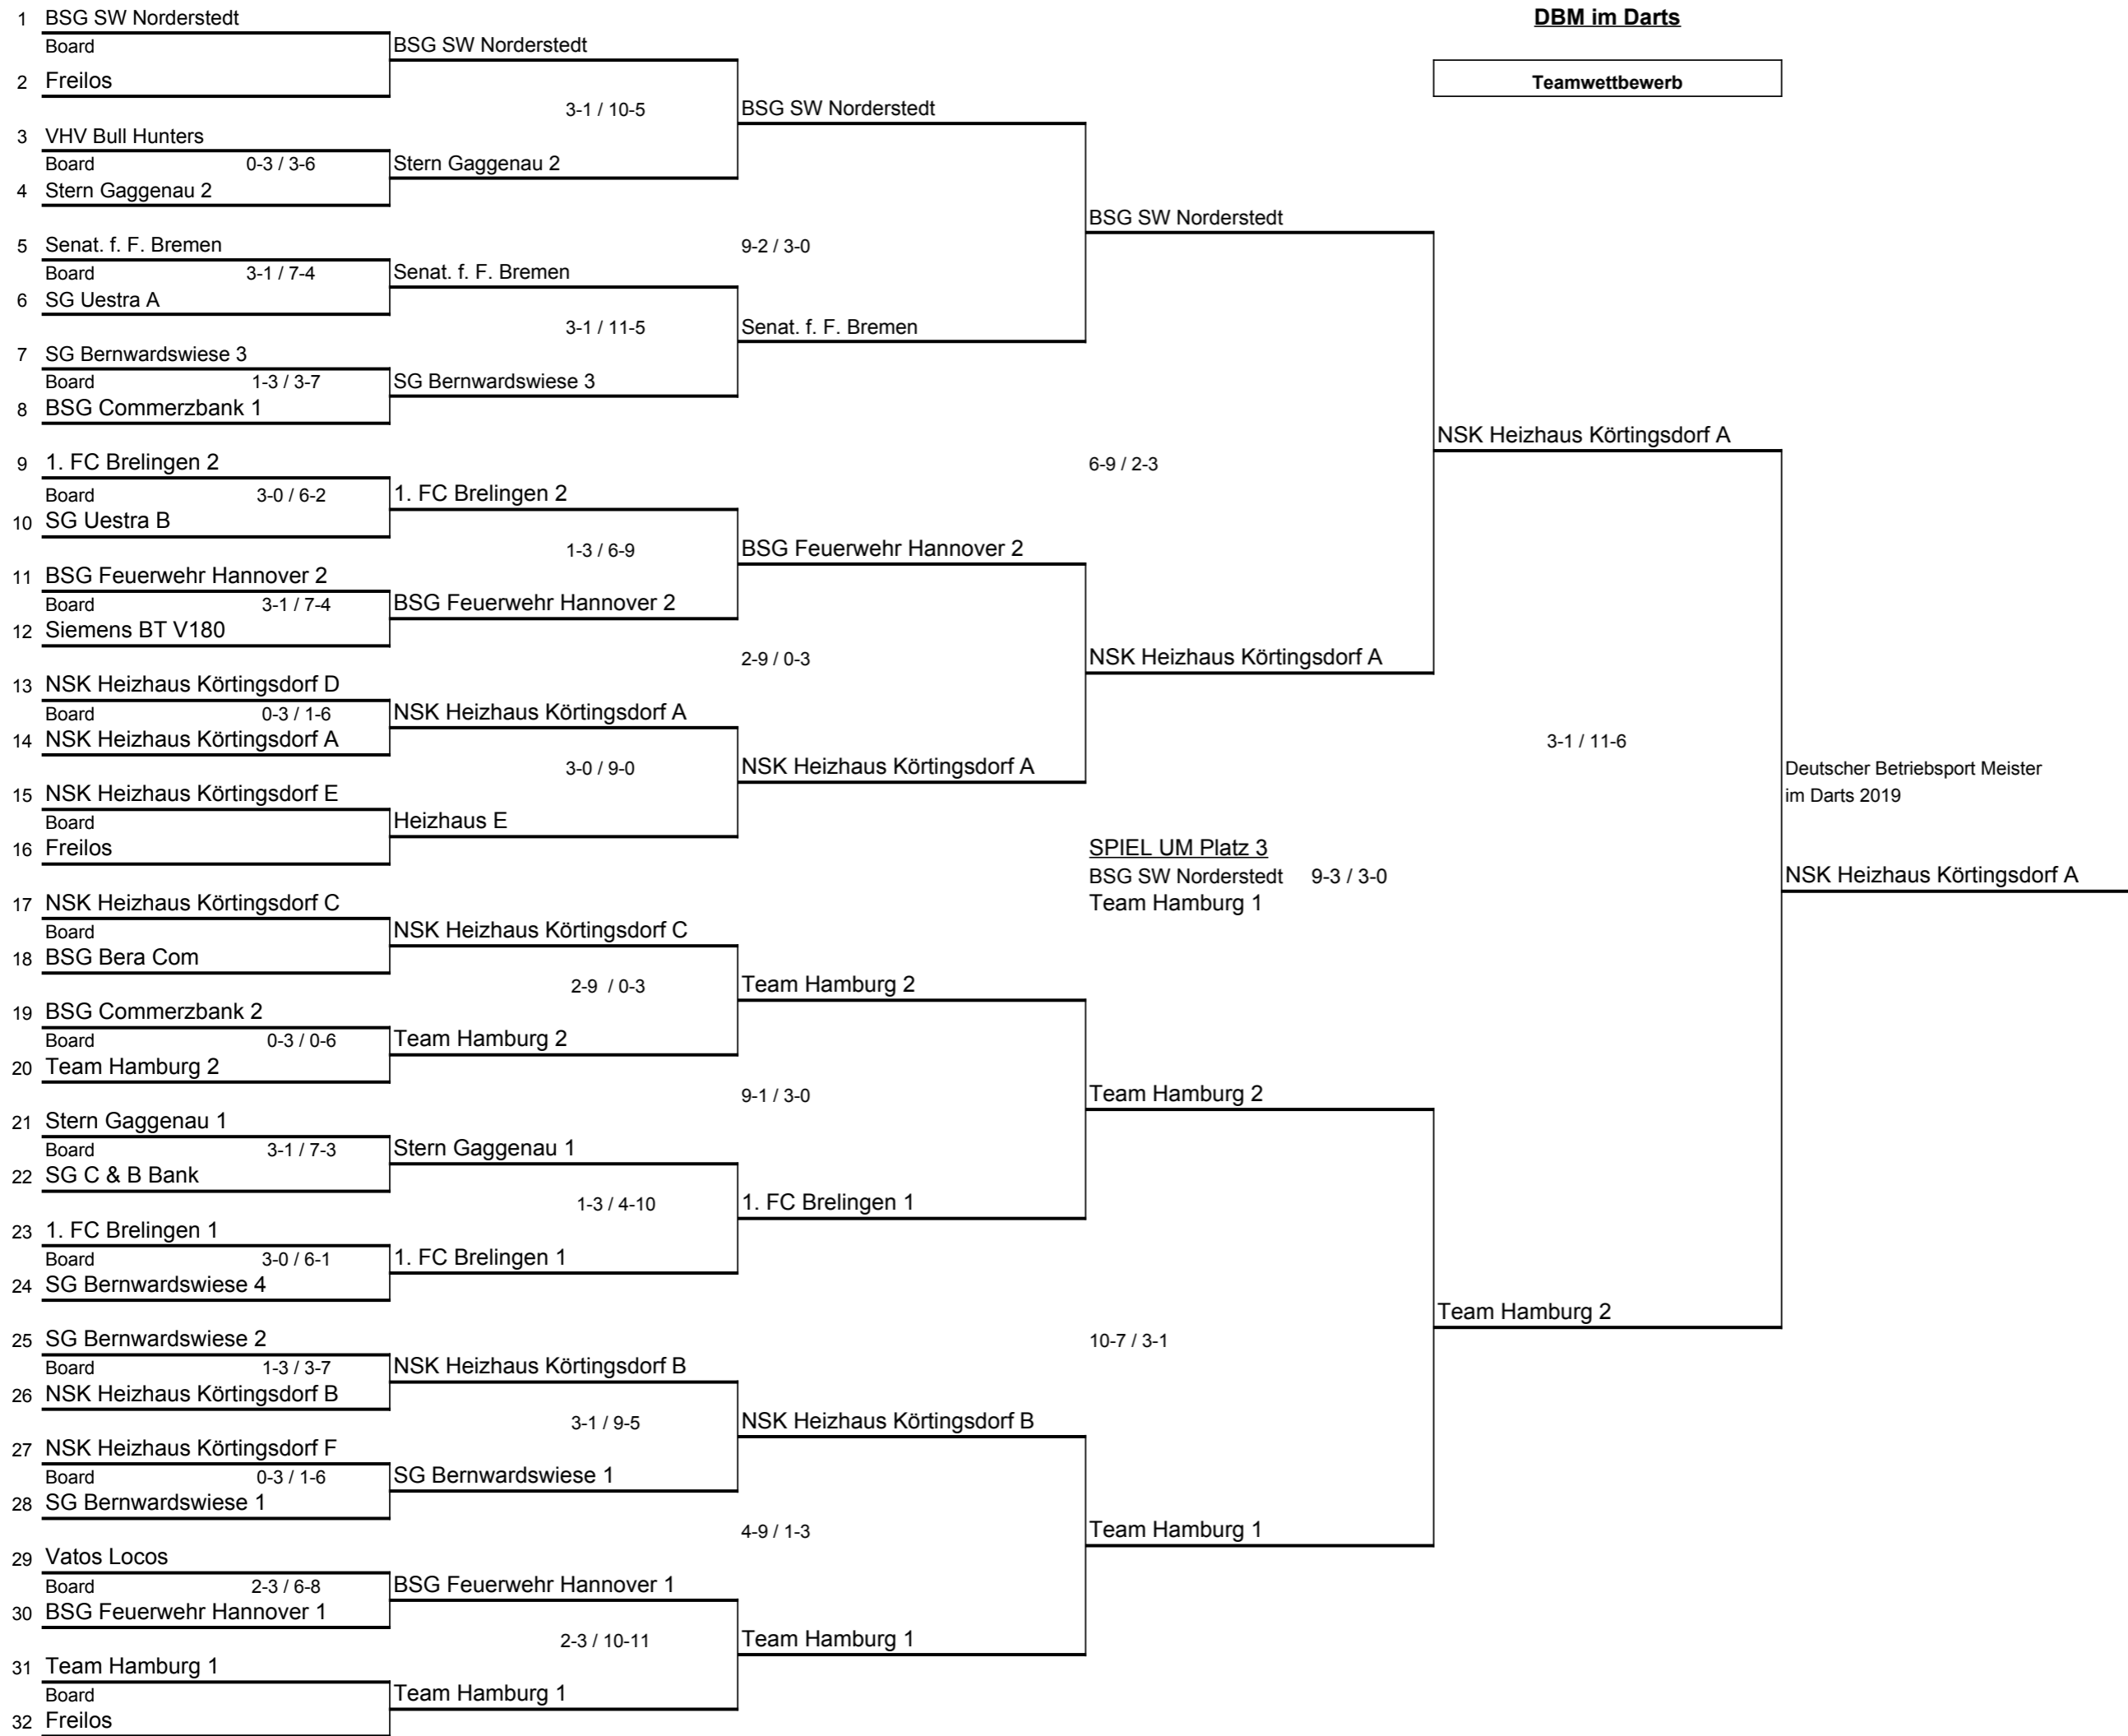 DBM im Darts
Teamwettbewerb
1 BSG SW Norderstedt
Board
2 Freilos
3 VHV Bull Hunters
Board 0-3 / 3-6
4 Stern Gaggenau 2
5 Senat. f. F. Bremen
Board 3-1 / 7-4
6 SG Uestra A
7 SG Bernwardswiese 3
Board 1-3 / 3-7
8 BSG Commerzbank 1
9 1. FC Brelingen 2
Board 3-0 / 6-2
10 SG Uestra B
11 BSG Feuerwehr Hannover 2
Board 3-1 / 7-4
12 Siemens BT V180
13 NSK Heizhaus Körtingsdorf D
Board 0-3 / 1-6
14 NSK Heizhaus Körtingsdorf A
15 NSK Heizhaus Körtingsdorf E
Board
16 Freilos
17 NSK Heizhaus Körtingsdorf C
Board
18 BSG Bera Com
19 BSG Commerzbank 2
Board 0-3 / 0-6
20 Team Hamburg 2
21 Stern Gaggenau 1
Board 3-1 / 7-3
22 SG C & B Bank
23 1. FC Brelingen 1
Board 3-0 / 6-1
24 SG Bernwardswiese 4
25 SG Bernwardswiese 2
Board 1-3 / 3-7
26 NSK Heizhaus Körtingsdorf B
27 NSK Heizhaus Körtingsdorf F
Board 0-3 / 1-6
28 SG Bernwardswiese 1
29 Vatos Locos
Board 2-3 / 6-8
30 BSG Feuerwehr Hannover 1
31 Team Hamburg 1
Board
32 Freilos
BSG SW Norderstedt
3-1 / 10-5
Stern Gaggenau 2
Senat. f. F. Bremen
3-1 / 11-5
SG Bernwardswiese 3
1. FC Brelingen 2
1-3 / 6-9
BSG Feuerwehr Hannover 2
NSK Heizhaus Körtingsdorf A
3-0 / 9-0
Heizhaus E
NSK Heizhaus Körtingsdorf C
2-9 / 0-3
Team Hamburg 2
Stern Gaggenau 1
1-3 / 4-10
1. FC Brelingen 1
NSK Heizhaus Körtingsdorf B
3-1 / 9-5
SG Bernwardswiese 1
BSG Feuerwehr Hannover 1
2-3 / 10-11
Team Hamburg 1
BSG SW Norderstedt
9-2 / 3-0
Senat. f. F. Bremen
BSG Feuerwehr Hannover 2
2-9 / 0-3
NSK Heizhaus Körtingsdorf A
Team Hamburg 2
9-1 / 3-0
1. FC Brelingen 1
NSK Heizhaus Körtingsdorf B
4-9 / 1-3
Team Hamburg 1
BSG SW Norderstedt
6-9 / 2-3
NSK Heizhaus Körtingsdorf A
SPIEL UM Platz 3
BSG SW Norderstedt 9-3 / 3-0
Team Hamburg 1
Team Hamburg 2
10-7 / 3-1
Team Hamburg 1
NSK Heizhaus Körtingsdorf A
3-1 / 11-6
Team Hamburg 2
Deutscher Betriebsport Meister
im Darts 2019
NSK Heizhaus Körtingsdorf A